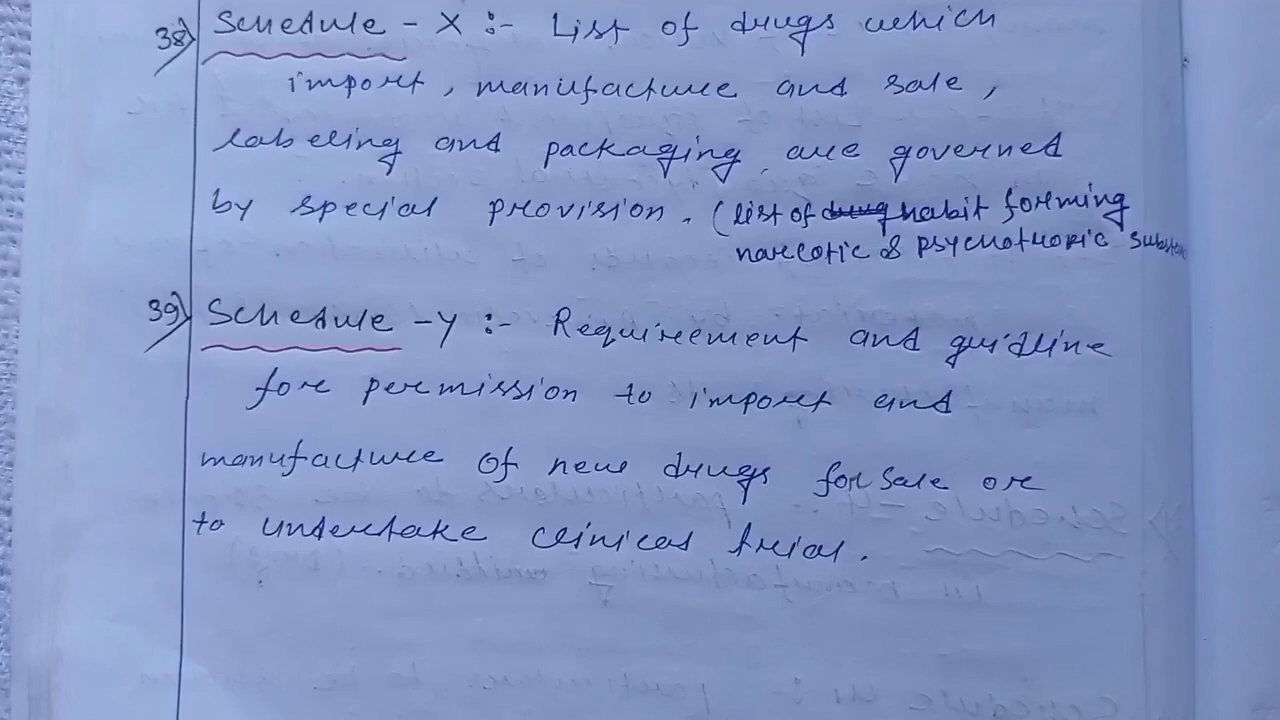 38) Schedule - X :- List of drugs which
import, manufacture and sale,
labeling and packaging are governed
by special provision. (list of drug habit forming
narcotic & psychotropic
39) Schedule - Y :- Requirement and guidline
for permission to import and
manufacture of new drugs for sale or
to undertake clinical trial.